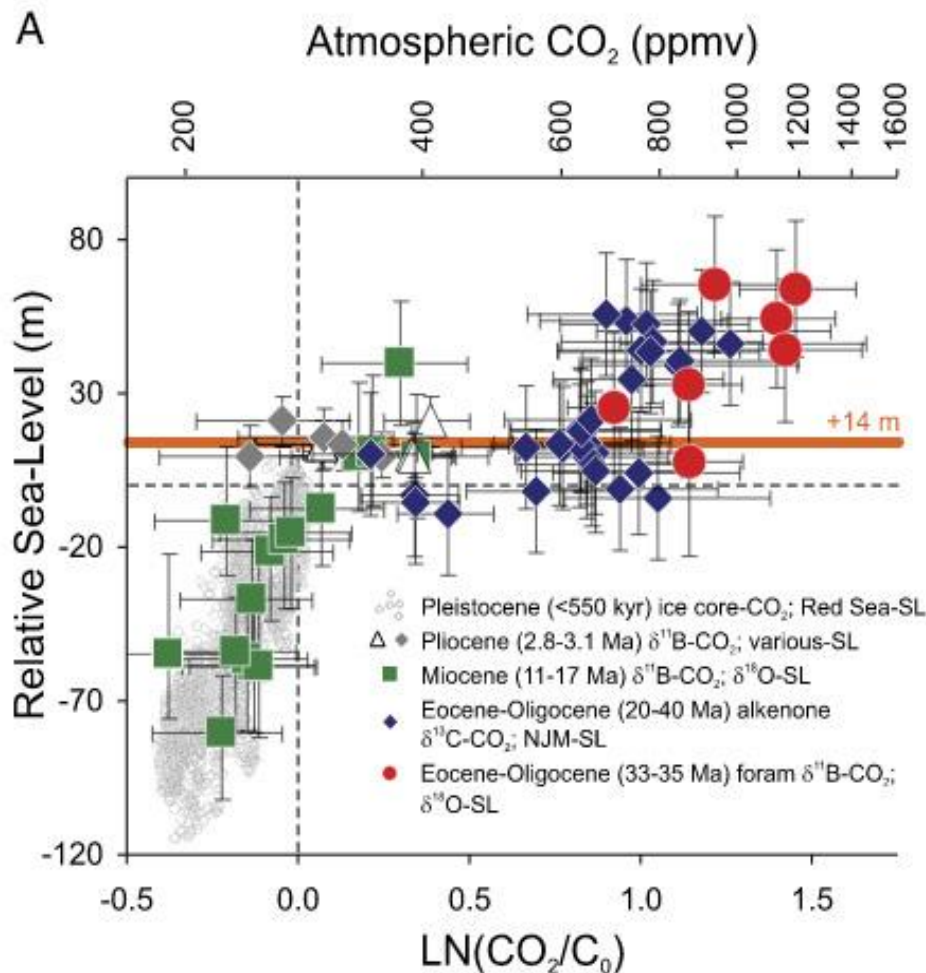 A
Atmospheric CO₂ (ppmv)
200 400 600 800 1000 1200 1400 1600
Relative Sea-Level (m)
80
30
-20
-70
-120
+14 m
Pleistocene (<550 kyr) ice core-CO₂; Red Sea-SL
Pliocene (2.8-3.1 Ma) δ¹¹B-CO₂; various-SL
Miocene (11-17 Ma) δ¹¹B-CO₂; δ¹⁸O-SL
Eocene-Oligocene (20-40 Ma) alkenone
δ¹³C-CO₂; NJM-SL
Eocene-Oligocene (33-35 Ma) foram δ¹¹B-CO₂;
δ¹⁸O-SL
-0.5 0.0 0.5 1.0 1.5
LN(CO₂/C₀)